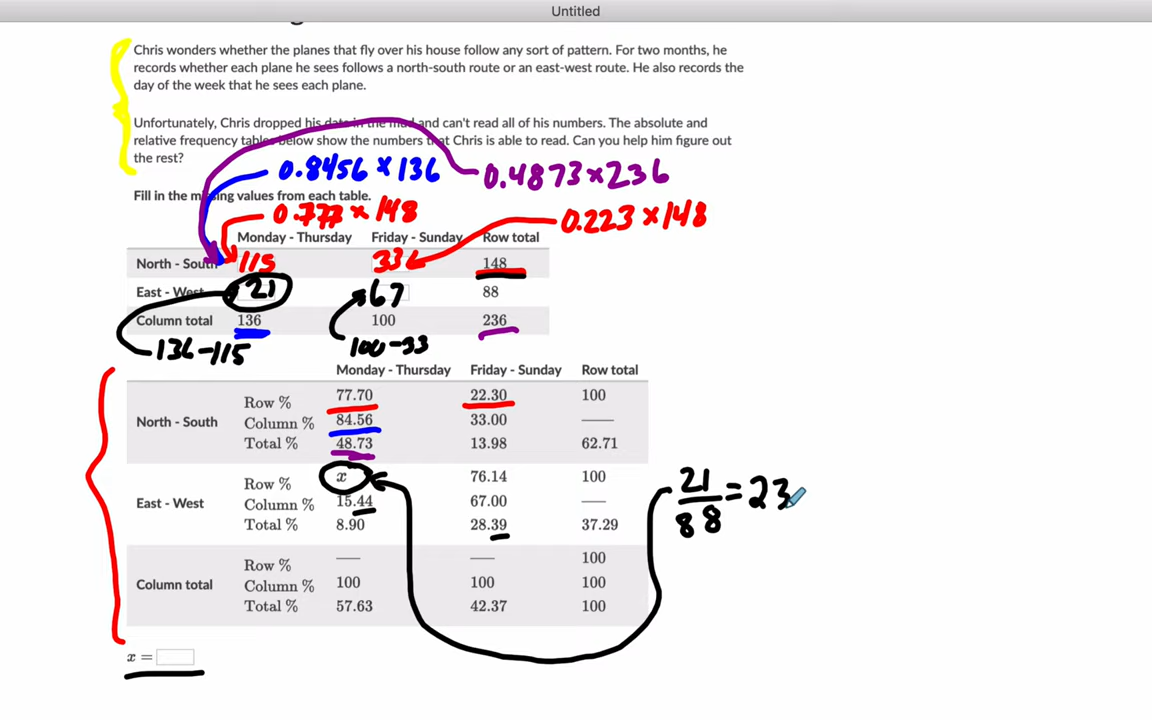 Untitled
Chris wonders whether the planes that fly over his house follow any sort of pattern. For two months, he
records whether each plane he sees follows a north-south route or an east-west route. He also records the
day of the week that he sees each plane.
Unfortunately, Chris dropped his data in the mud and can't read all of his numbers. The absolute and
relative frequency tables below show the numbers that Chris is able to read. Can you help him figure out
the rest?
0.8456 × 136 0.4873 × 236
Fill in the missing values from each table.
0.777 × 148 0.223 × 148
Monday - Thursday Friday - Sunday Row total
North - South 115 33 148
East - West 21 67 88
Column total 136 100 236
136 - 115 100 - 33
Monday - Thursday Friday - Sunday Row total
Row % 77.70 22.30 100
North - South Column % 84.56 33.00 —
Total % 48.73 13.98 62.71
Row % x 76.14 100
East - West Column % 15.44 67.00 —
Total % 8.90 28.39 37.29
21/88 = 23
Row % — — 100
Column total Column % 100 100 100
Total % 57.63 42.37 100
x =